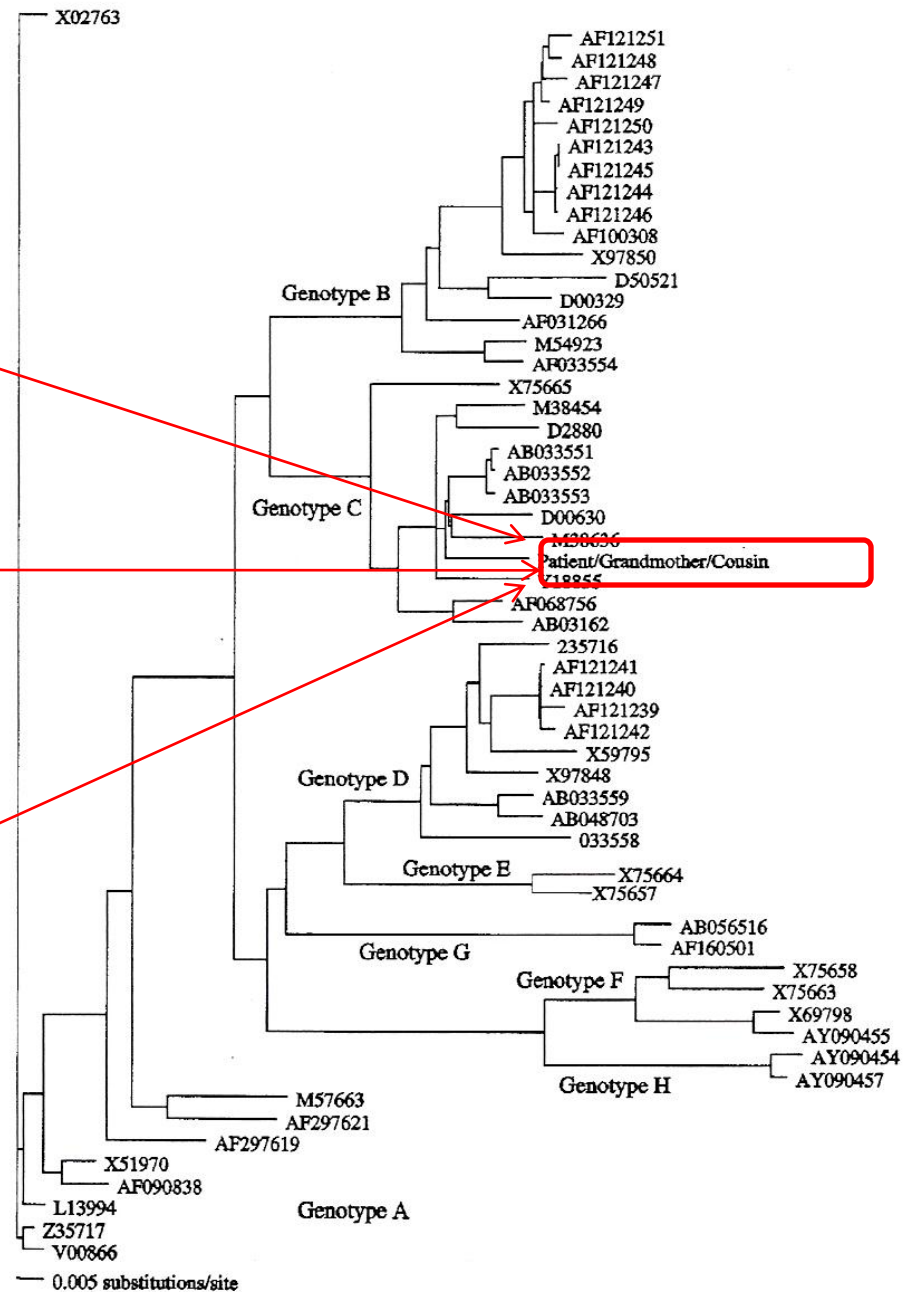 X02763
AF121251
AF121248
AF121247
AF121249
AF121250
AF121243
AF121245
AF121244
AF121246
AF100308
X97850
D50521
Genotype B
D00329
AF031266
M54923
AF033554
X75665
M38454
D2880
AB033551
AB033552
AB033553
Genotype C
D00630
M38636
Patient/Grandmother/Cousin
Y18855
AF068756
AB03162
235716
AF121241
AF121240
AF121239
AF121242
X59795
Genotype D
X97848
AB033559
AB048703
033558
Genotype E
X75664
X75657
AB056516
AF160501
Genotype G
X75658
Genotype F
X75663
X69798
AY090455
AY090454
AY090457
Genotype H
M57663
AF297621
AF297619
X51970
AF090838
L13994
Genotype A
Z35717
V00866
0.005 substitutions/site